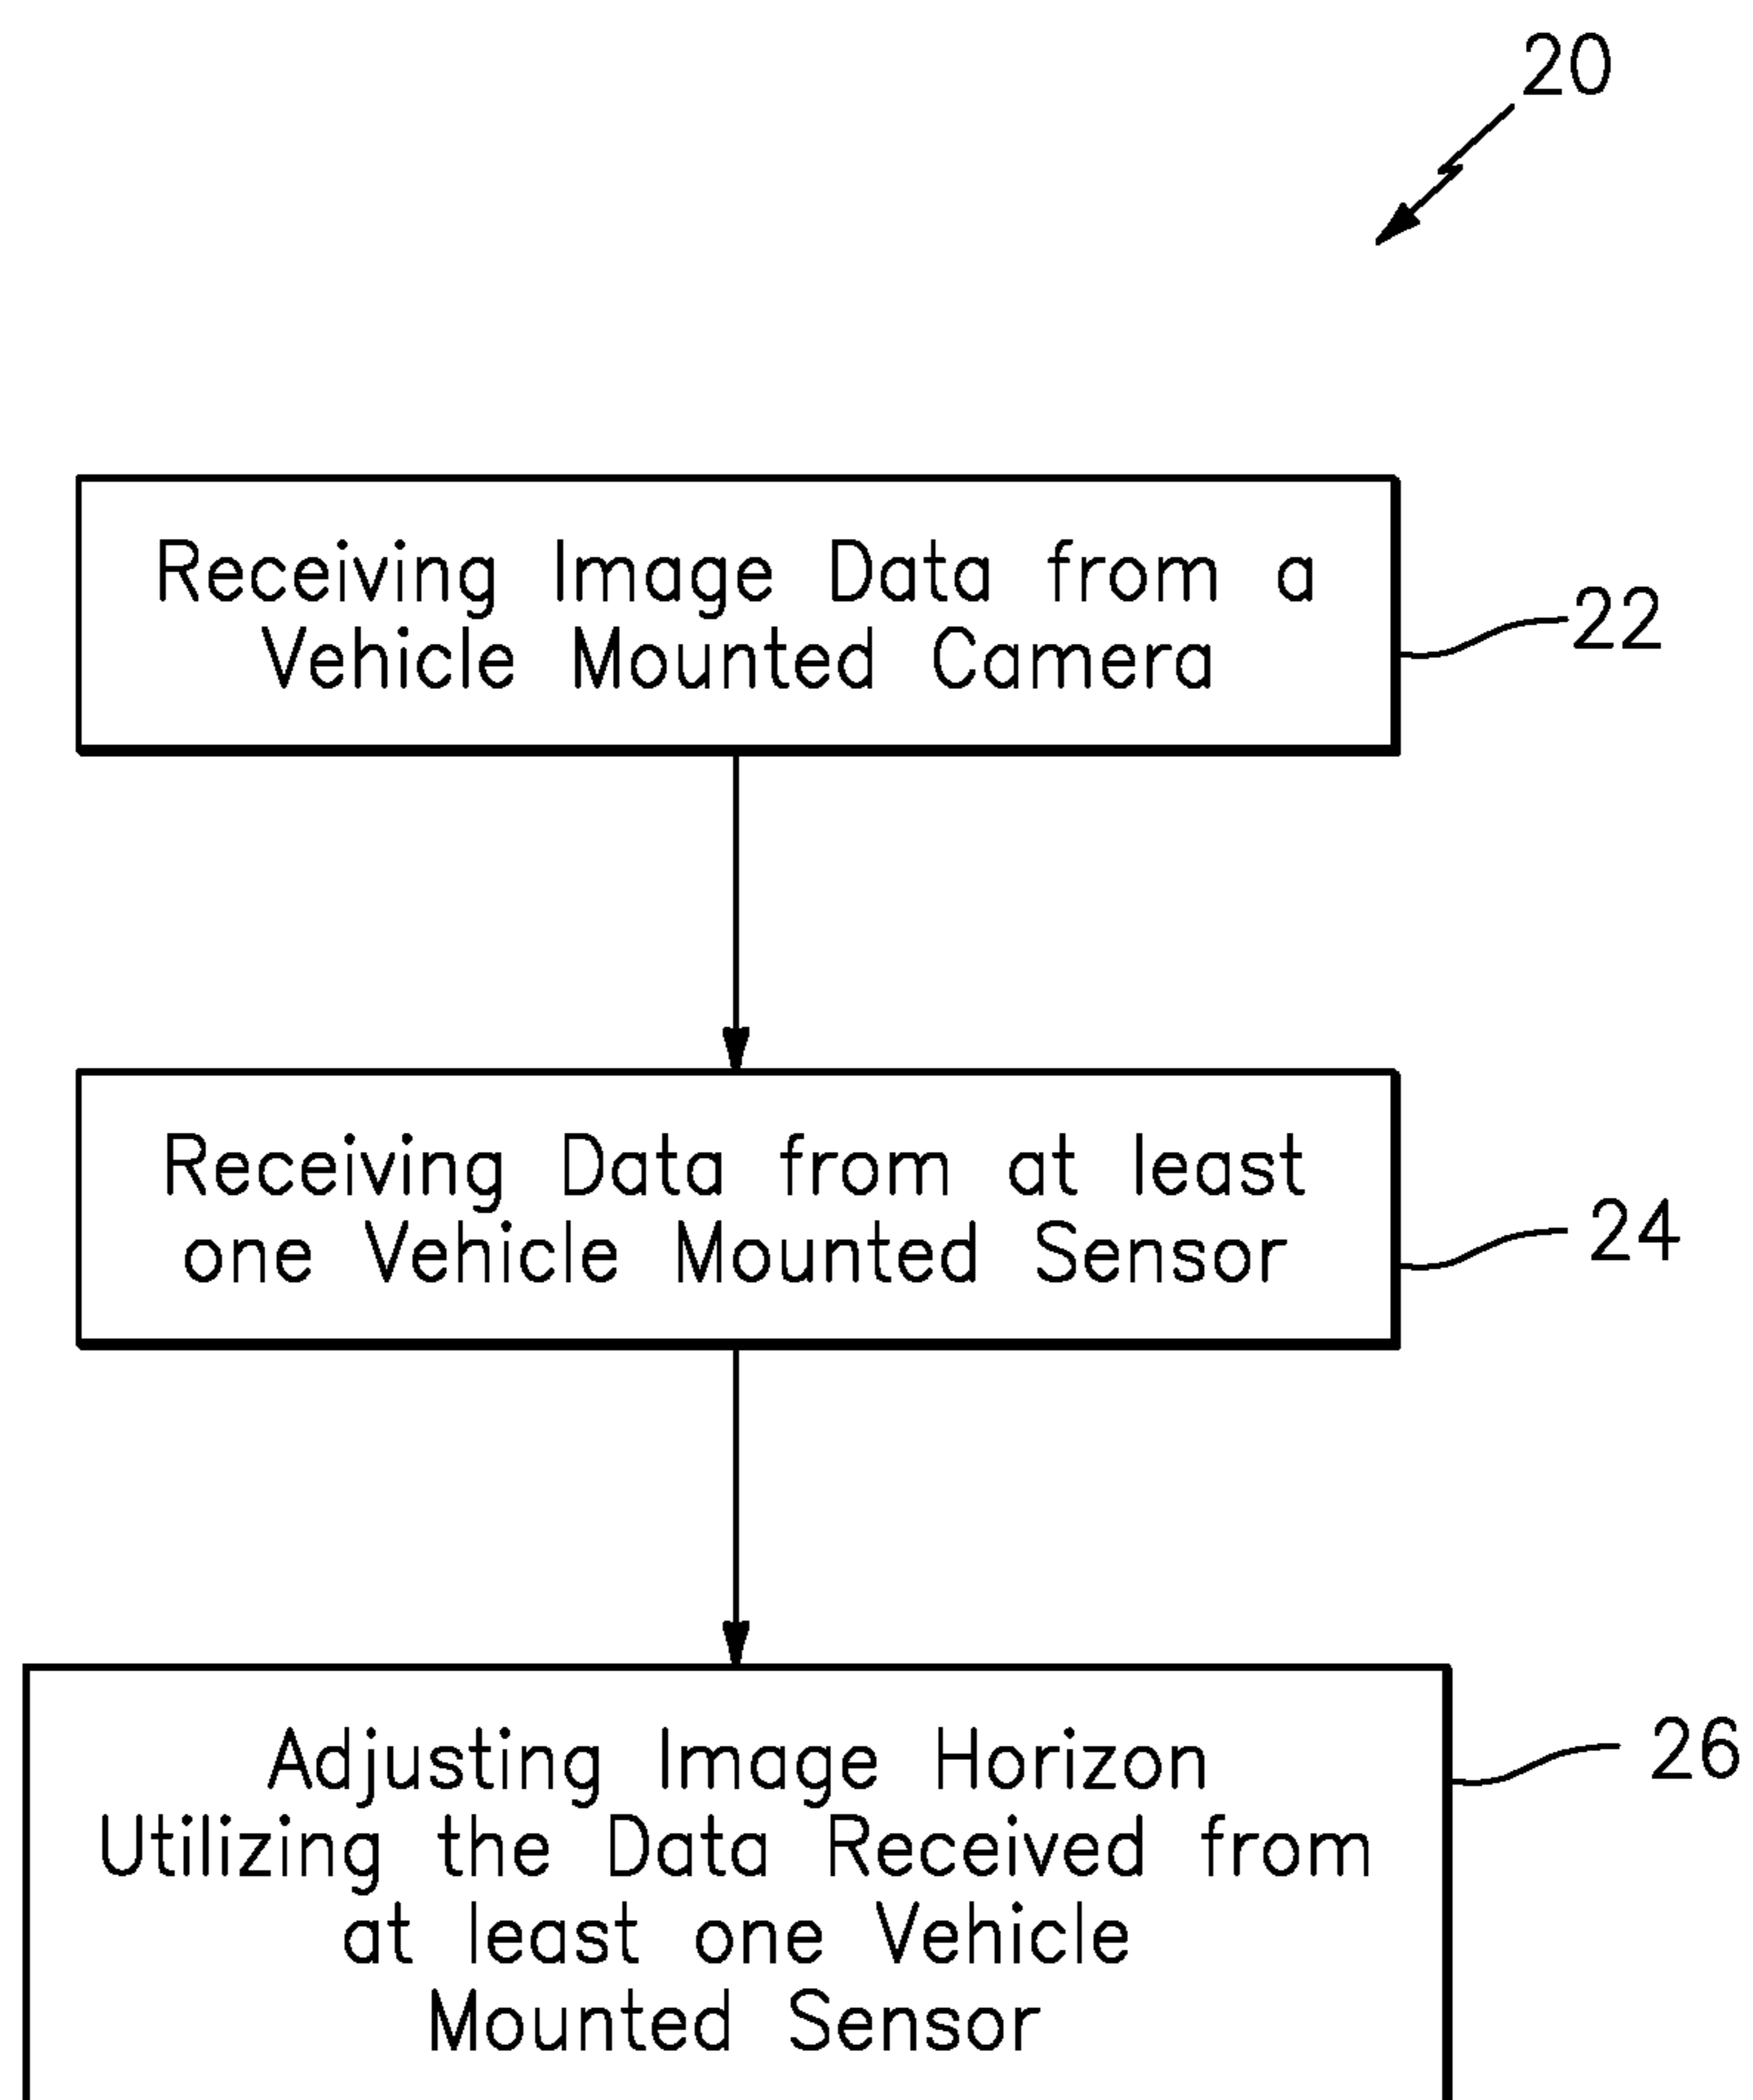 20
Receiving Image Data from a
Vehicle Mounted Camera
22
Receiving Data from at least
one Vehicle Mounted Sensor
24
Adjusting Image Horizon
Utilizing the Data Received from
at least one Vehicle
Mounted Sensor
26